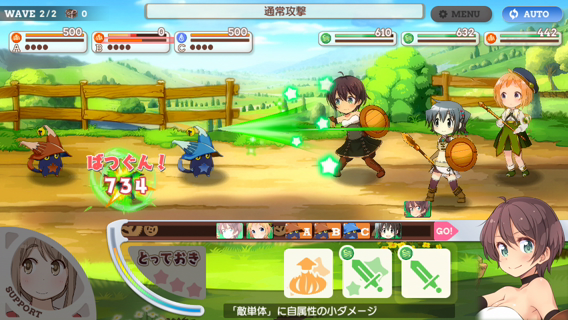 WAVE 2/2 0
通常攻撃
MENU
AUTO
500
A
0
B
500
C
610
632
442
ばつぐん!
734
A
B
C
GO!
とっておき
SUPPORT
「敵単体」に自属性の小ダメージ